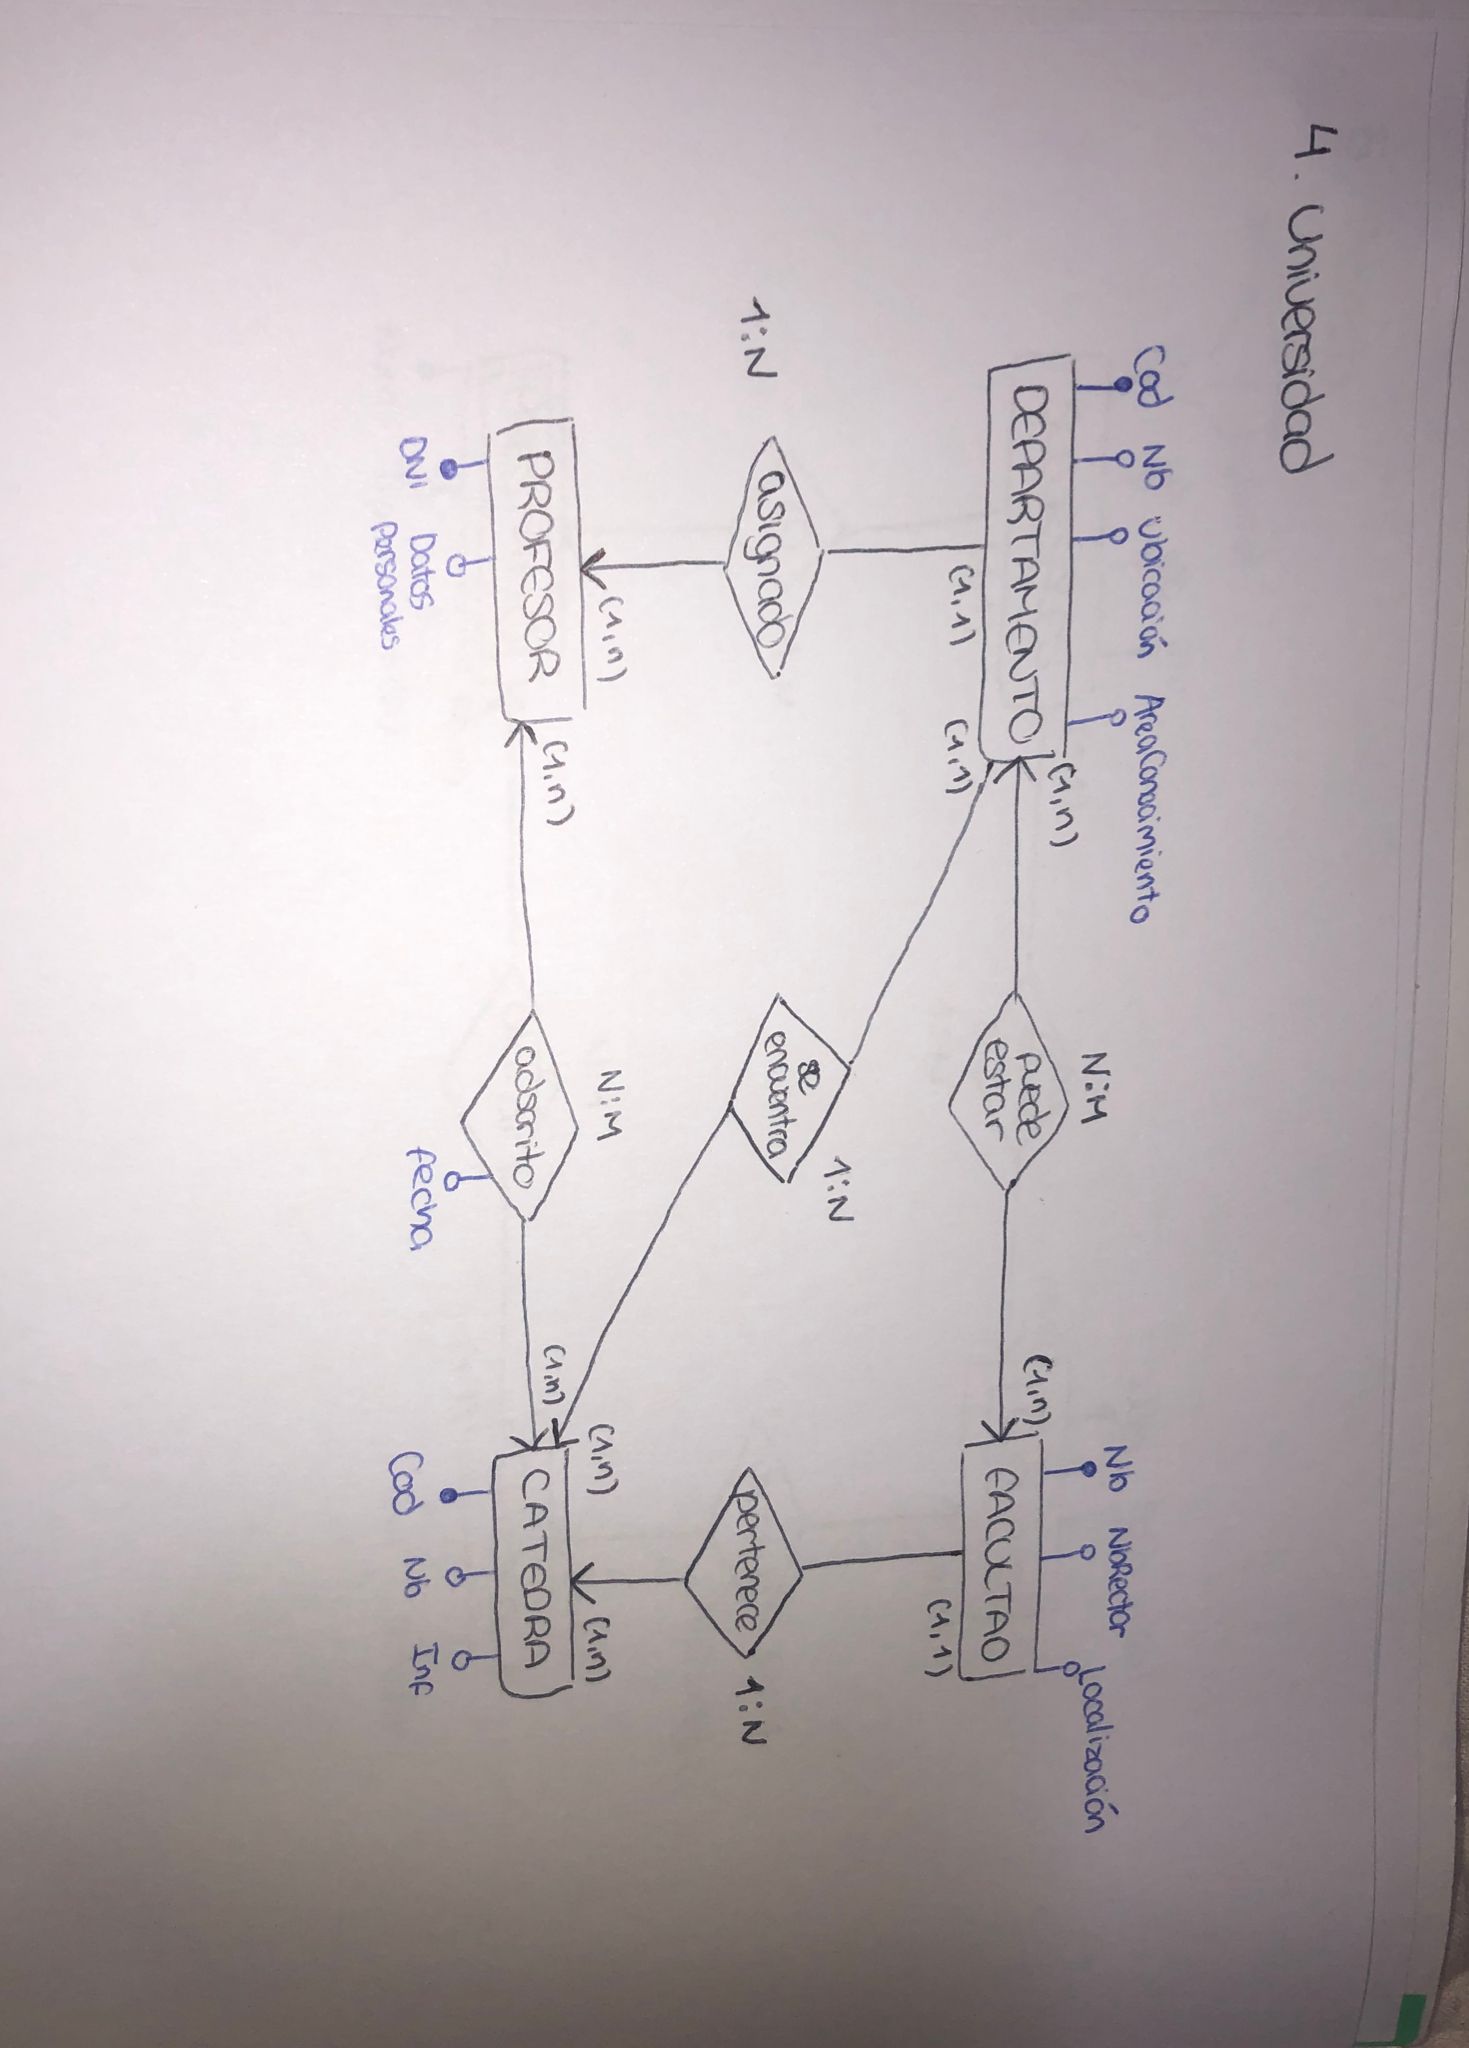 4. Universidad
Cod Nb Ubicación AreaConocimiento
Nb NbRector Localización
DEPARTAMENTO
(1,n)
N:M
puede
estar
(1,n)
FACULTAD
(1,1)
(1,1)
(1,1)
1:N
asignado
se
encuentra
1:N
pertenece
1:N
(1,n)
(1,n)
N:M
(1,n)
(1,n)
(1,n)
PROFESOR
adscrito
CATEDRA
DNI
Datos
Personales
fecha
Cod Nb Inf